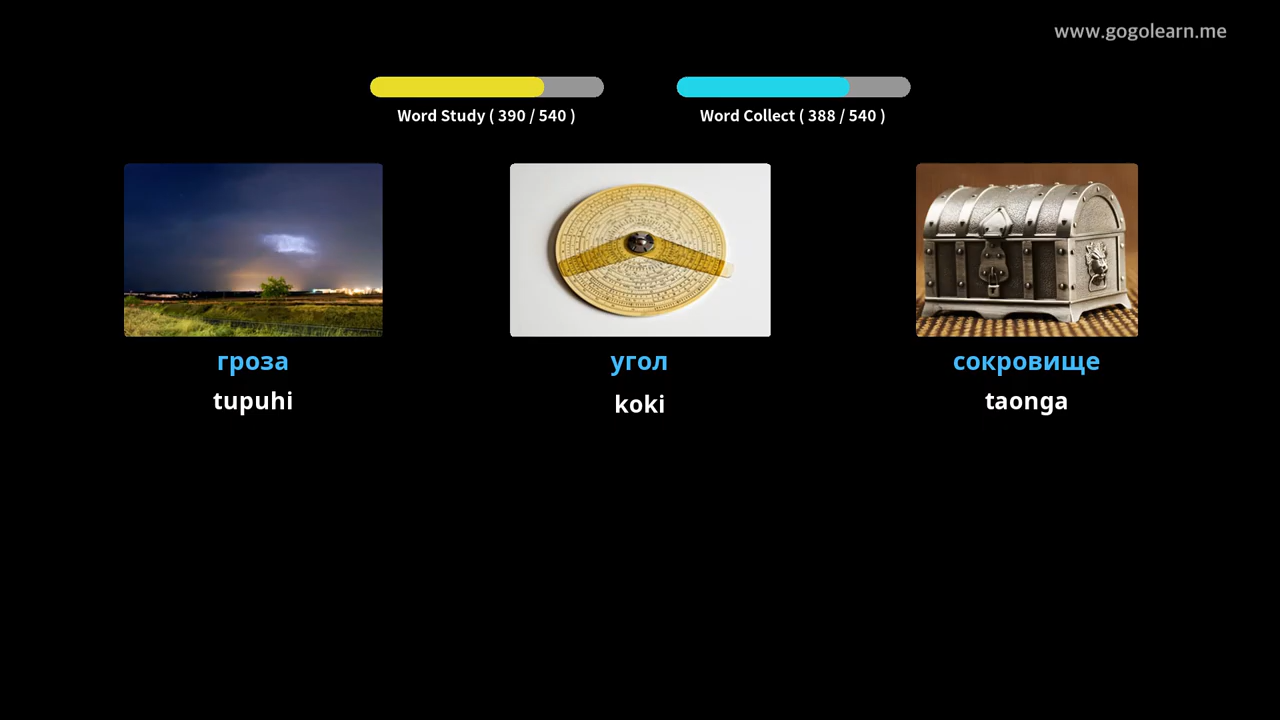 www.gogolearn.me
Word Study ( 390 / 540 )
Word Collect ( 388 / 540 )
гроза
угол
сокровище
tupuhi
koki
taonga